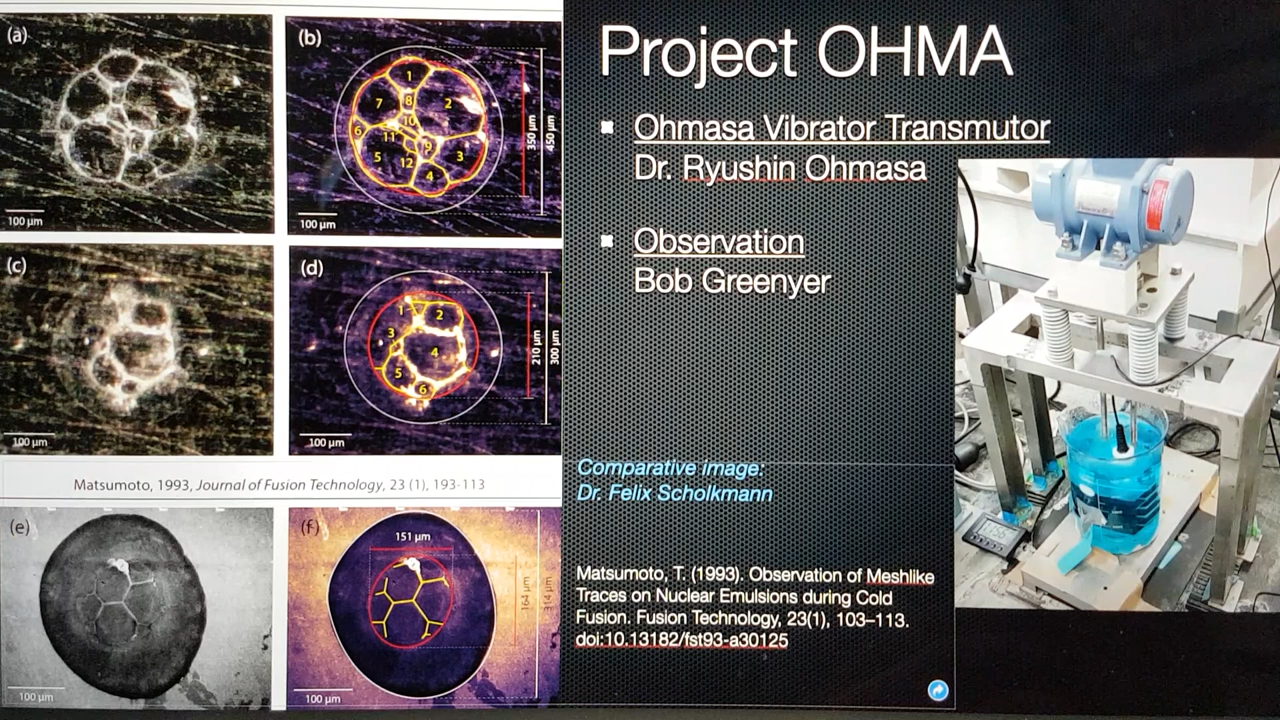 (a)
100 µm
(b)
1
7
2
8
10
6
11
9
5
12
3
4
350 µm
450 µm
100 µm
(c)
100 µm
(d)
1
2
3
4
5
6
210 µm
300 µm
100 µm
Matsumoto, 1993, Journal of Fusion Technology, 23 (1), 193-113
(e)
100 µm
(f)
151 µm
164 µm
314 µm
100 µm
Project OHMA
Ohmasa Vibrator Transmutor
Dr. Ryushin Ohmasa
Observation
Bob Greenyer
Comparative image:
Dr. Felix Scholkmann
Matsumoto, T. (1993). Observation of Meshlike
Traces on Nuclear Emulsions during Cold
Fusion. Fusion Technology, 23(1), 103–113.
doi:10.13182/fst93-a30125